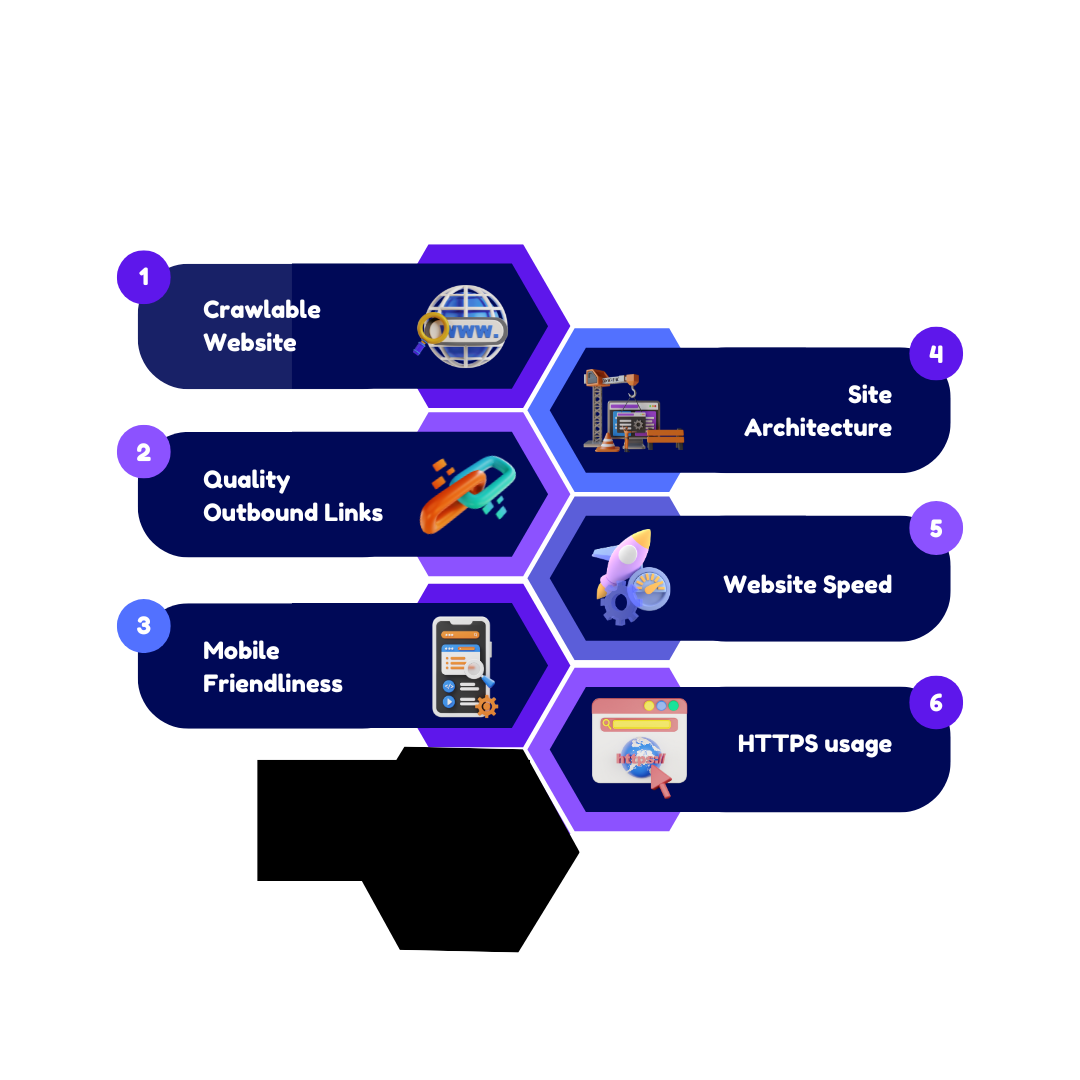 1
Crawlable
Website
www.
2
Quality
Outbound Links
3
Mobile
Friendliness
4
Site
Architecture
5
Website Speed
6
HTTPS usage
https://